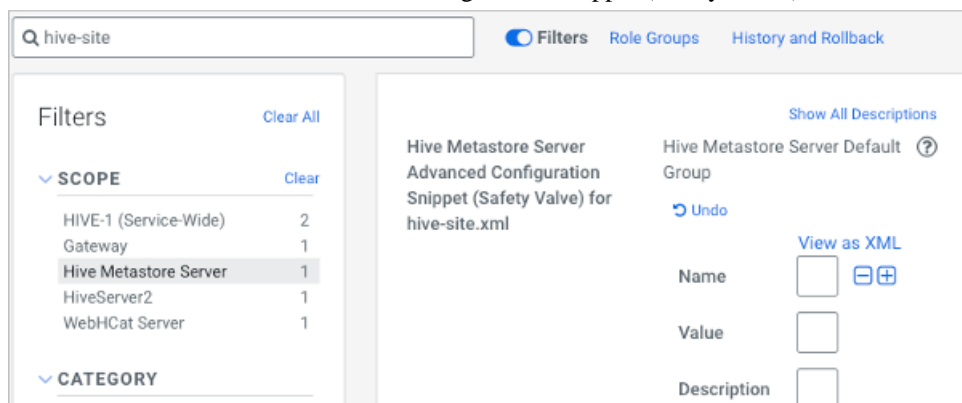 hive-site
Filters Role Groups History and Rollback
Filters Clear All
SCOPE Clear
HIVE-1 (Service-Wide) 2
Gateway 1
Hive Metastore Server 1
HiveServer2 1
WebHCat Server 1
CATEGORY
Show All Descriptions
Hive Metastore Server
Advanced Configuration
Snippet (Safety Valve) for
hive-site.xml
Hive Metastore Server Default ?
Group
Undo
View as XML
Name
Value
Description